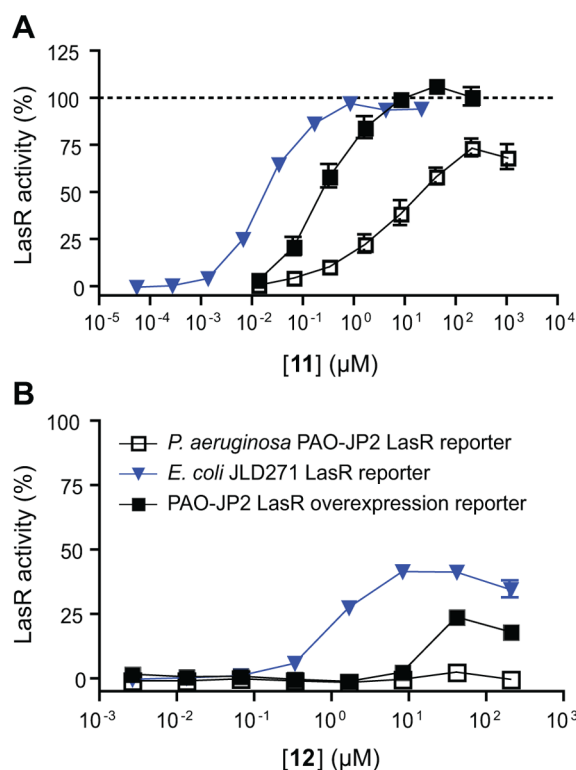 A
LasR activity (%)
125
100
75
50
25
0
10⁻⁵ 10⁻⁴ 10⁻³ 10⁻² 10⁻¹ 10⁰ 10¹ 10² 10³ 10⁴
[11] (µM)
B
LasR activity (%)
100
75
50
25
0
P. aeruginosa PAO-JP2 LasR reporter
E. coli JLD271 LasR reporter
PAO-JP2 LasR overexpression reporter
10⁻³ 10⁻² 10⁻¹ 10⁰ 10¹ 10² 10³
[12] (µM)